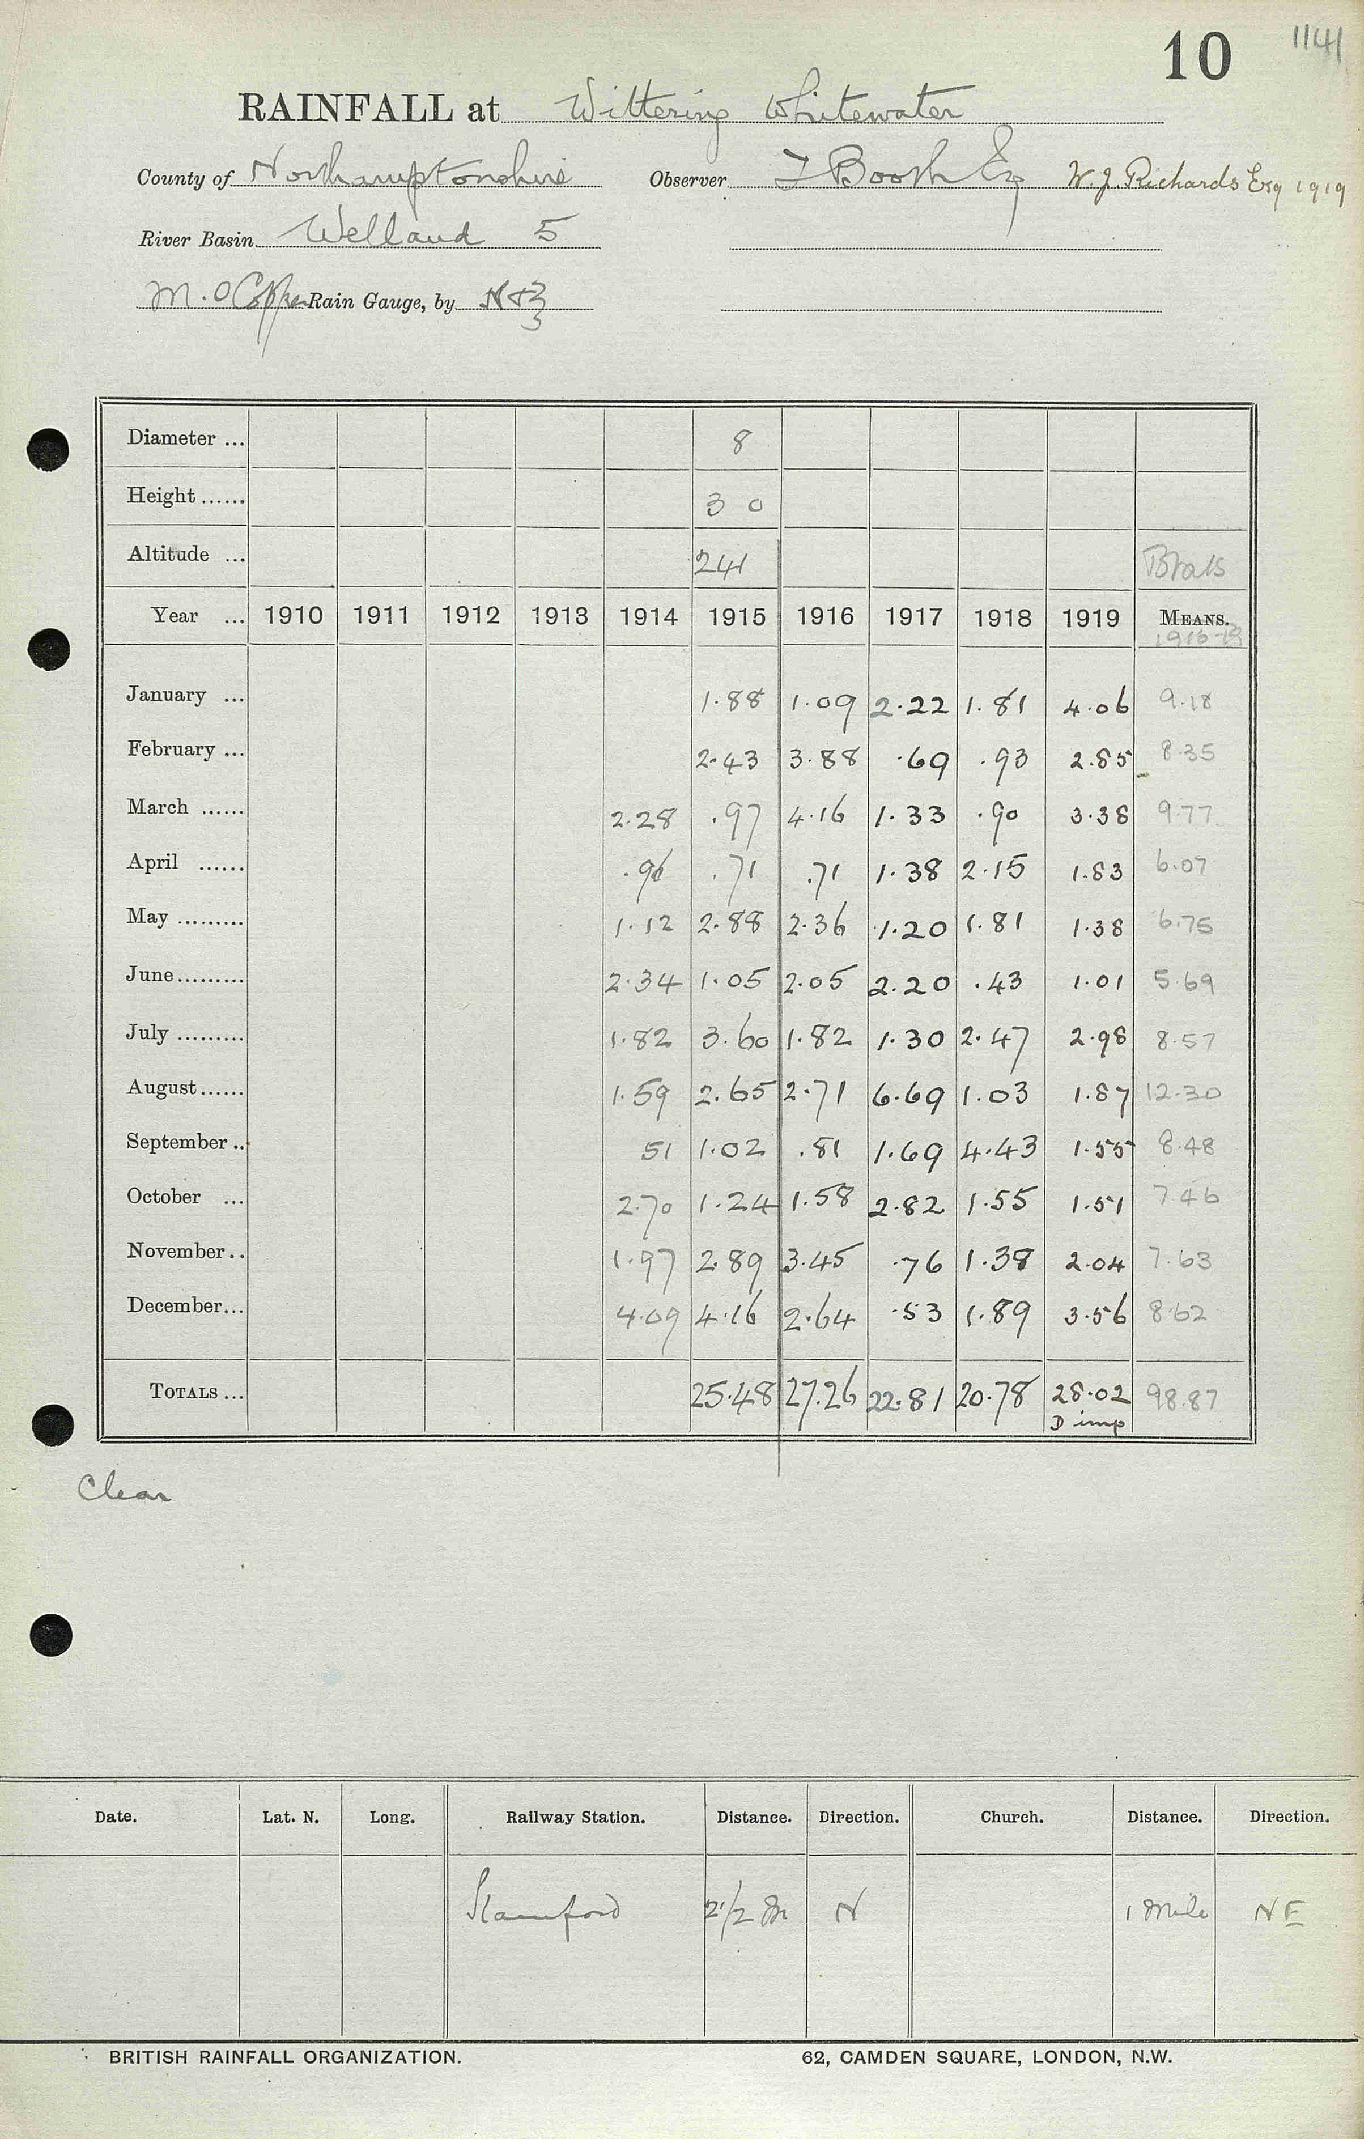 10 1141
RAINFALL at Wittering Whitewater
County of Northamptonshire Observer T Booth Esq W.J. Richards Esq 1919
River Basin Welland 5
M.O Copper Rain Gauge, by
Diameter ... 8
Height ...... 3 0
Altitude ... 241 Totals
Year ... 1910 1911 1912 1913 1914 1915 1916 1917 1918 1919 MEANS.
1916-19
January ... 1.88 1.09 2.22 1.81 4.06 9.18
February ... 2.43 3.88 .69 .93 2.85 8.35
March ...... 2.28 .97 4.16 1.33 .90 3.38 9.77
April ...... .96 .71 .71 1.38 2.15 1.83 6.07
May ......... 1.12 2.88 2.36 1.20 1.81 1.38 6.75
June......... 2.34 1.05 2.05 2.20 .43 1.01 5.69
July ......... 1.82 3.60 1.82 1.30 2.47 2.98 8.57
August...... 1.59 2.65 2.71 6.69 1.03 1.87 12.30
September .. 51 1.02 .81 1.69 4.43 1.55 8.48
October ... 2.70 1.24 1.58 2.82 1.55 1.51 7.46
November.. 1.97 2.89 3.45 .76 1.38 2.04 7.63
December... 4.09 4.16 2.64 .53 1.89 3.56 8.62
TOTALS ... 25.48 27.26 22.81 20.78 28.02 98.87
D imp
Clear
Date. Lat. N. Long. Railway Station. Distance. Direction. Church. Distance. Direction.
Stamford 2 1/2 m N 1 mile NE
BRITISH RAINFALL ORGANIZATION. 62, CAMDEN SQUARE, LONDON, N.W.